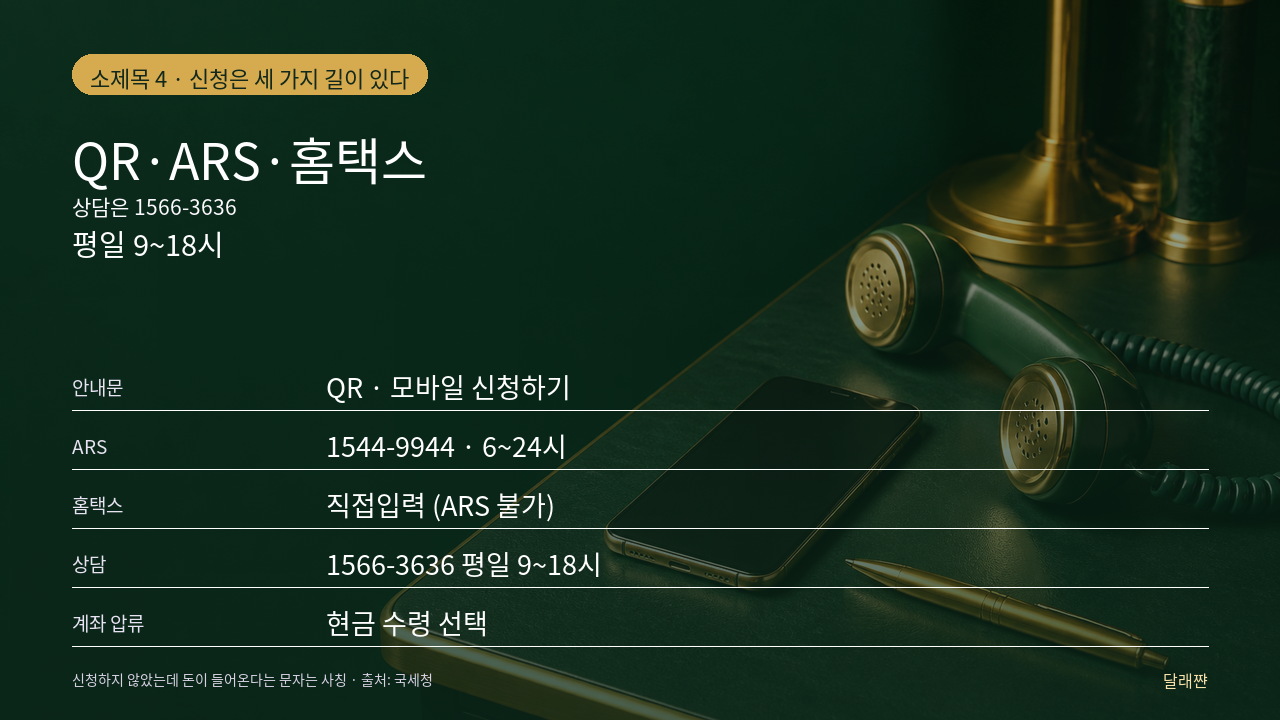 소제목 4 · 신청은 세 가지 길이 있다
QR·ARS·홈택스
상담은 1566-3636
평일 9~18시
안내문 QR · 모바일 신청하기
ARS 1544-9944 · 6~24시
홈택스 직접입력 (ARS 불가)
상담 1566-3636 평일 9~18시
계좌 압류 현금 수령 선택
신청하지 않았는데 돈이 들어온다는 문자는 사칭 · 출처: 국세청
달래쨘